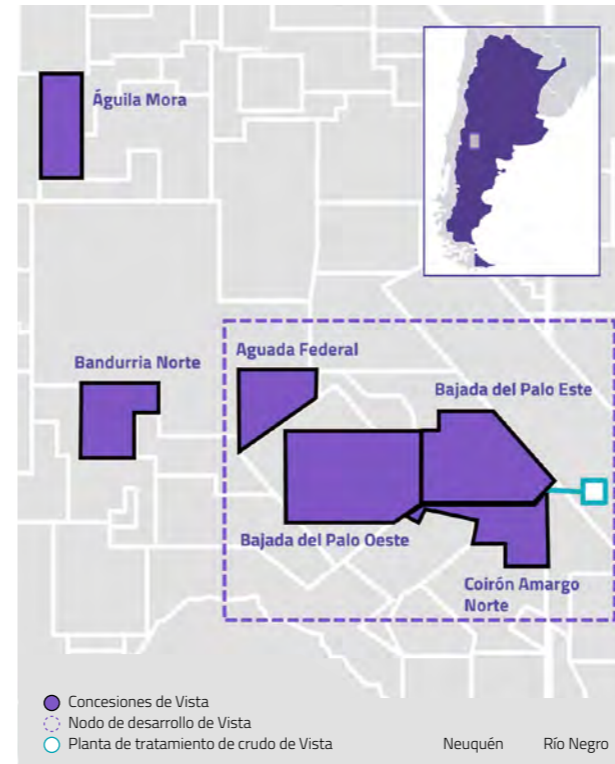 Águila Mora
Bandurria Norte
Aguada Federal
Bajada del Palo Este
Bajada del Palo Oeste
Coirón Amargo
Norte
Concesiones de Vista
Nodo de desarrollo de Vista
Planta de tratamiento de crudo de Vista
Neuquén Río Negro